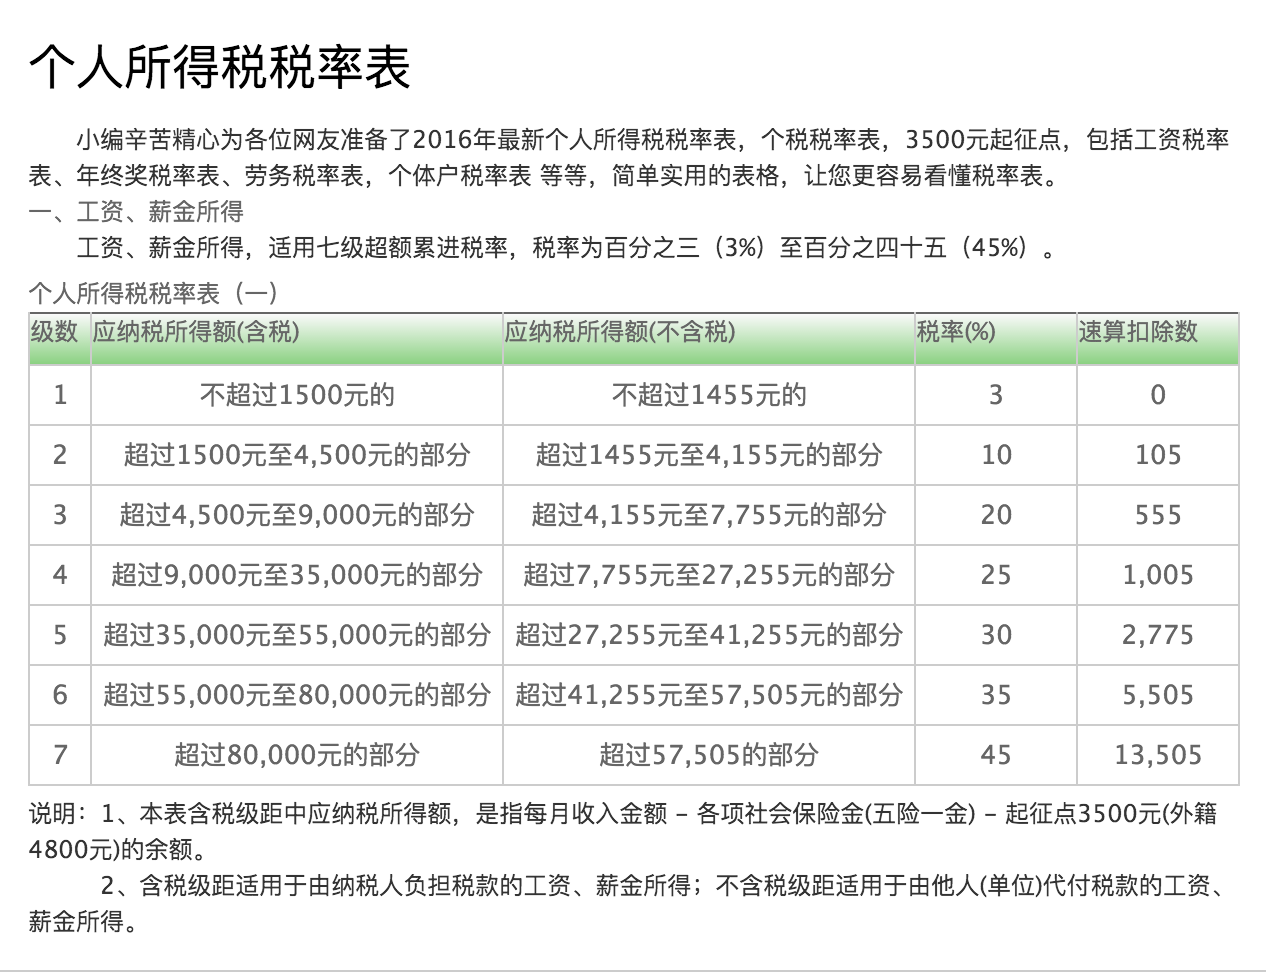 个人所得税税率表
小编辛苦精心为各位网友准备了2016年最新个人所得税税率表，个税税率表，3500元起征点，包括工资税率
表、年终奖税率表、劳务税率表，个体户税率表 等等，简单实用的表格，让您更容易看懂税率表。
一、工资、薪金所得
工资、薪金所得，适用七级超额累进税率，税率为百分之三（3%）至百分之四十五（45%）。
个人所得税税率表（一）
级数 应纳税所得额(含税) 应纳税所得额(不含税) 税率(%) 速算扣除数
1 不超过1500元的 不超过1455元的 3 0
2 超过1500元至4,500元的部分 超过1455元至4,155元的部分 10 105
3 超过4,500元至9,000元的部分 超过4,155元至7,755元的部分 20 555
4 超过9,000元至35,000元的部分 超过7,755元至27,255元的部分 25 1,005
5 超过35,000元至55,000元的部分 超过27,255元至41,255元的部分 30 2,775
6 超过55,000元至80,000元的部分 超过41,255元至57,505元的部分 35 5,505
7 超过80,000元的部分 超过57,505的部分 45 13,505
说明：1、本表含税级距中应纳税所得额，是指每月收入金额 – 各项社会保险金(五险一金) – 起征点3500元(外籍
4800元)的余额。
2、含税级距适用于由纳税人负担税款的工资、薪金所得；不含税级距适用于由他人(单位)代付税款的工资、
薪金所得。